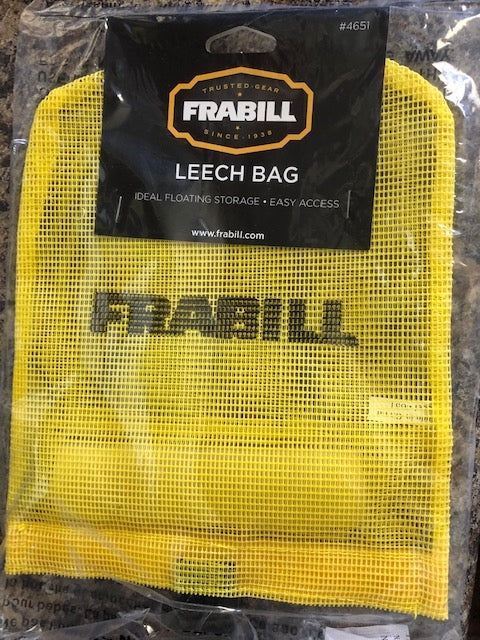 #4651
TRUSTED·GEAR
FRABILL
SINCE·1938
LEECH BAG
IDEAL FLOATING STORAGE • EASY ACCESS
www.frabill.com
FRABILL